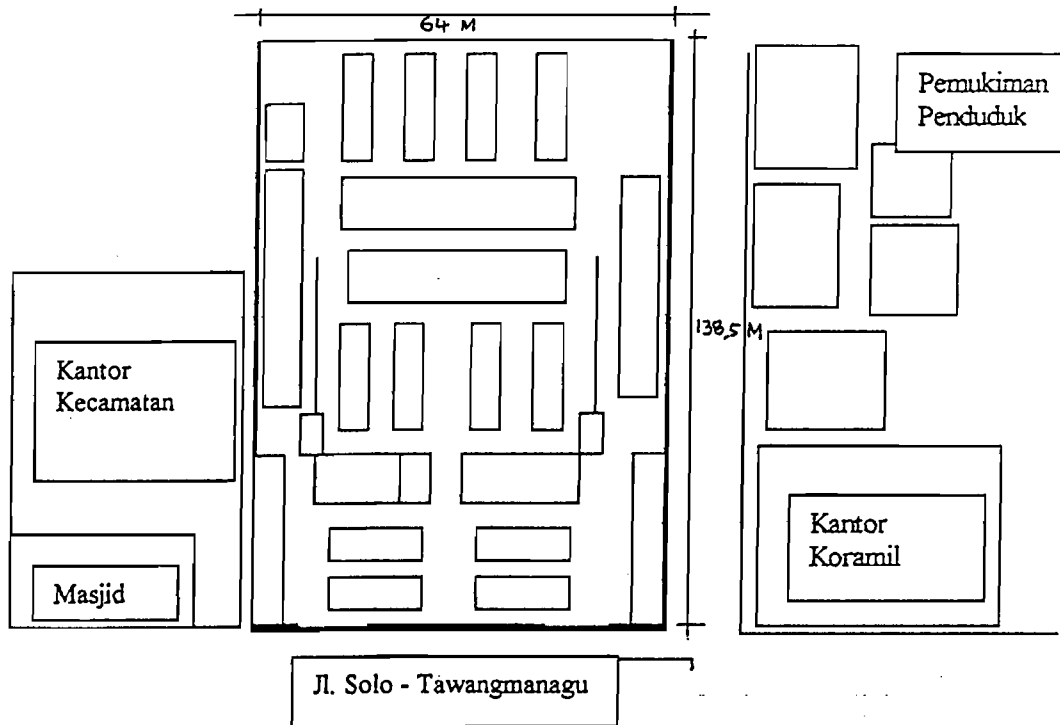 64 M
Pemukiman
Penduduk
138,5 M
Kantor
Kecamatan
Kantor
Koramil
Masjid
Jl. Solo - Tawangmanagu